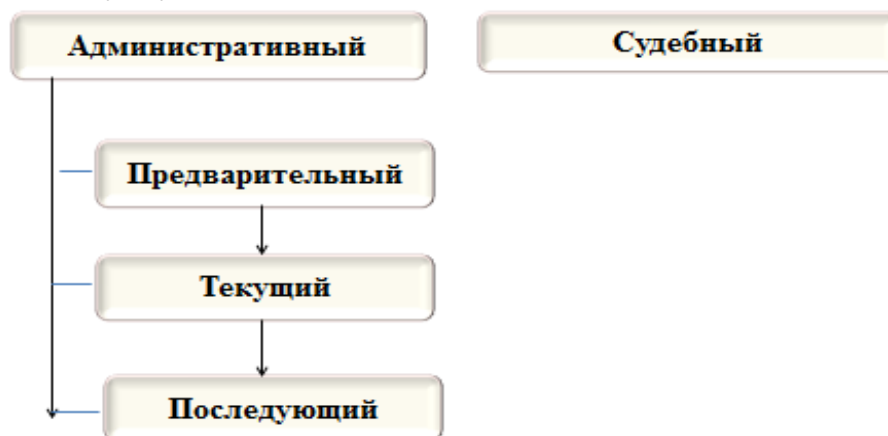 Административный
Судебный
Предварительный
Текущий
Последующий